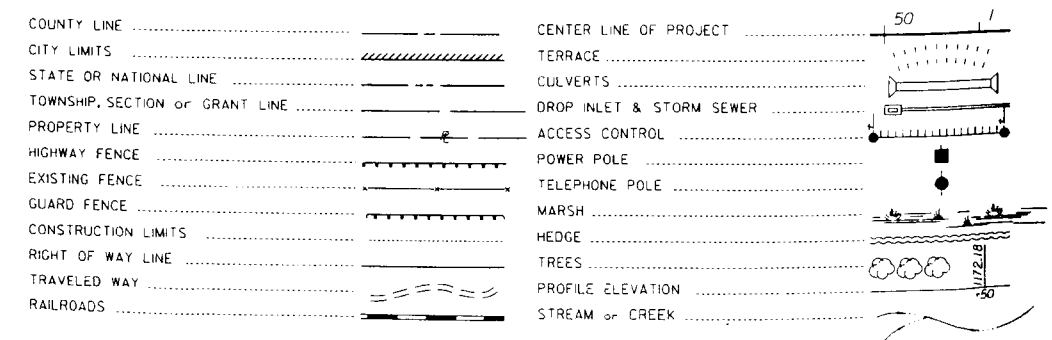 COUNTY LINE
CITY LIMITS
STATE OR NATIONAL LINE
TOWNSHIP, SECTION or GRANT LINE
PROPERTY LINE
HIGHWAY FENCE
EXISTING FENCE
GUARD FENCE
CONSTRUCTION LIMITS
RIGHT OF WAY LINE
TRAVELED WAY
RAILROADS
CENTER LINE OF PROJECT 50 1
TERRACE
CULVERTS
DROP INLET & STORM SEWER
ACCESS CONTROL
POWER POLE
TELEPHONE POLE
MARSH
HEDGE
TREES
PROFILE ELEVATION 1172.18 +50
STREAM or CREEK